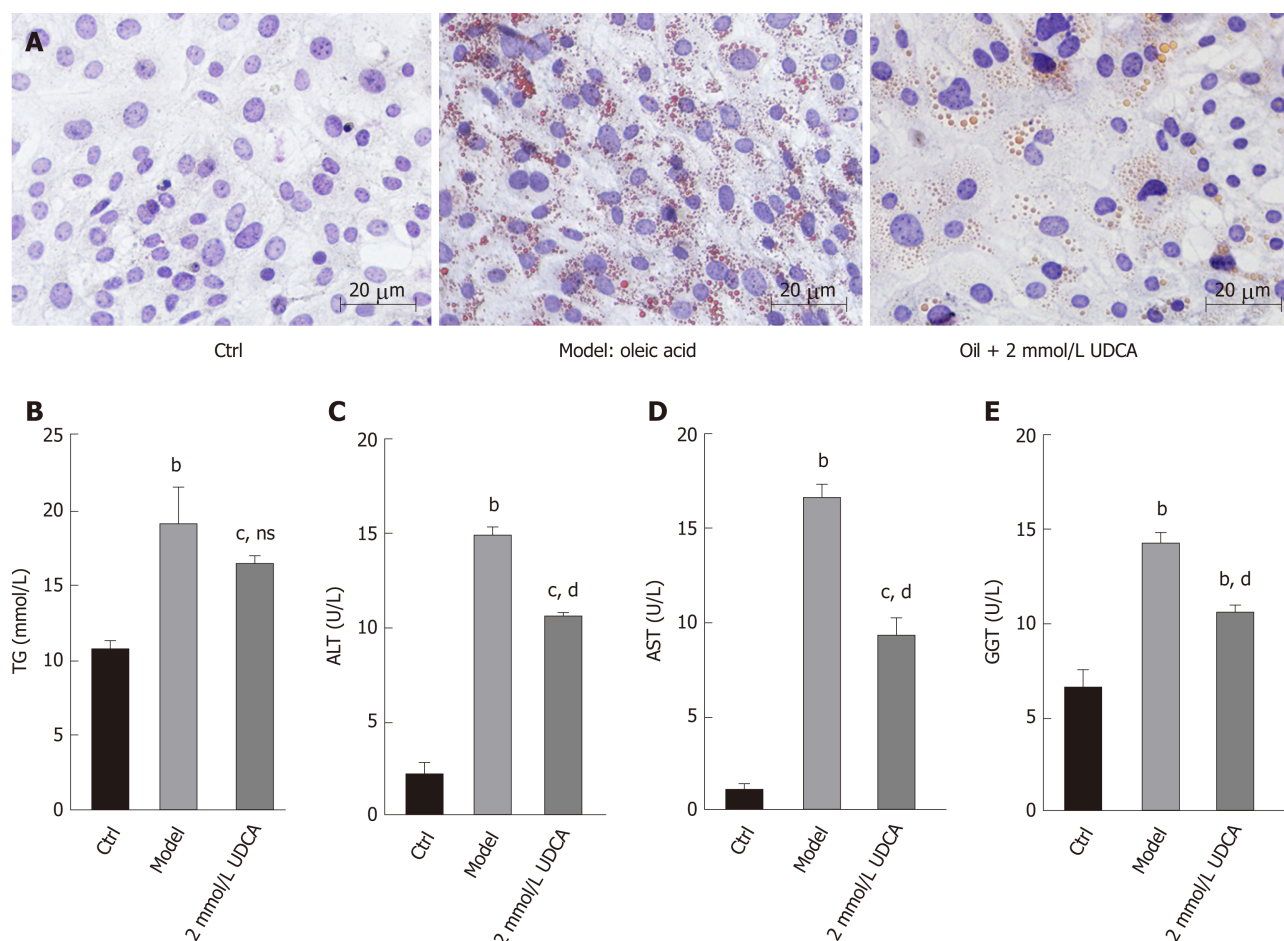 A
20 μm
20 μm
20 μm
Ctrl
Model: oleic acid
Oil + 2 mmol/L UDCA
B
TG (mmol/L)
25
20
15
10
5
0
b
c, ns
Ctrl
Model
2 mmol/L UDCA
C
ALT (U/L)
20
15
10
5
0
b
c, d
Ctrl
Model
2 mmol/L UDCA
D
AST (U/L)
20
15
10
5
0
b
c, d
Ctrl
Model
2 mmol/L UDCA
E
GGT (U/L)
20
15
10
5
0
b
b, d
Ctrl
Model
2 mmol/L UDCA